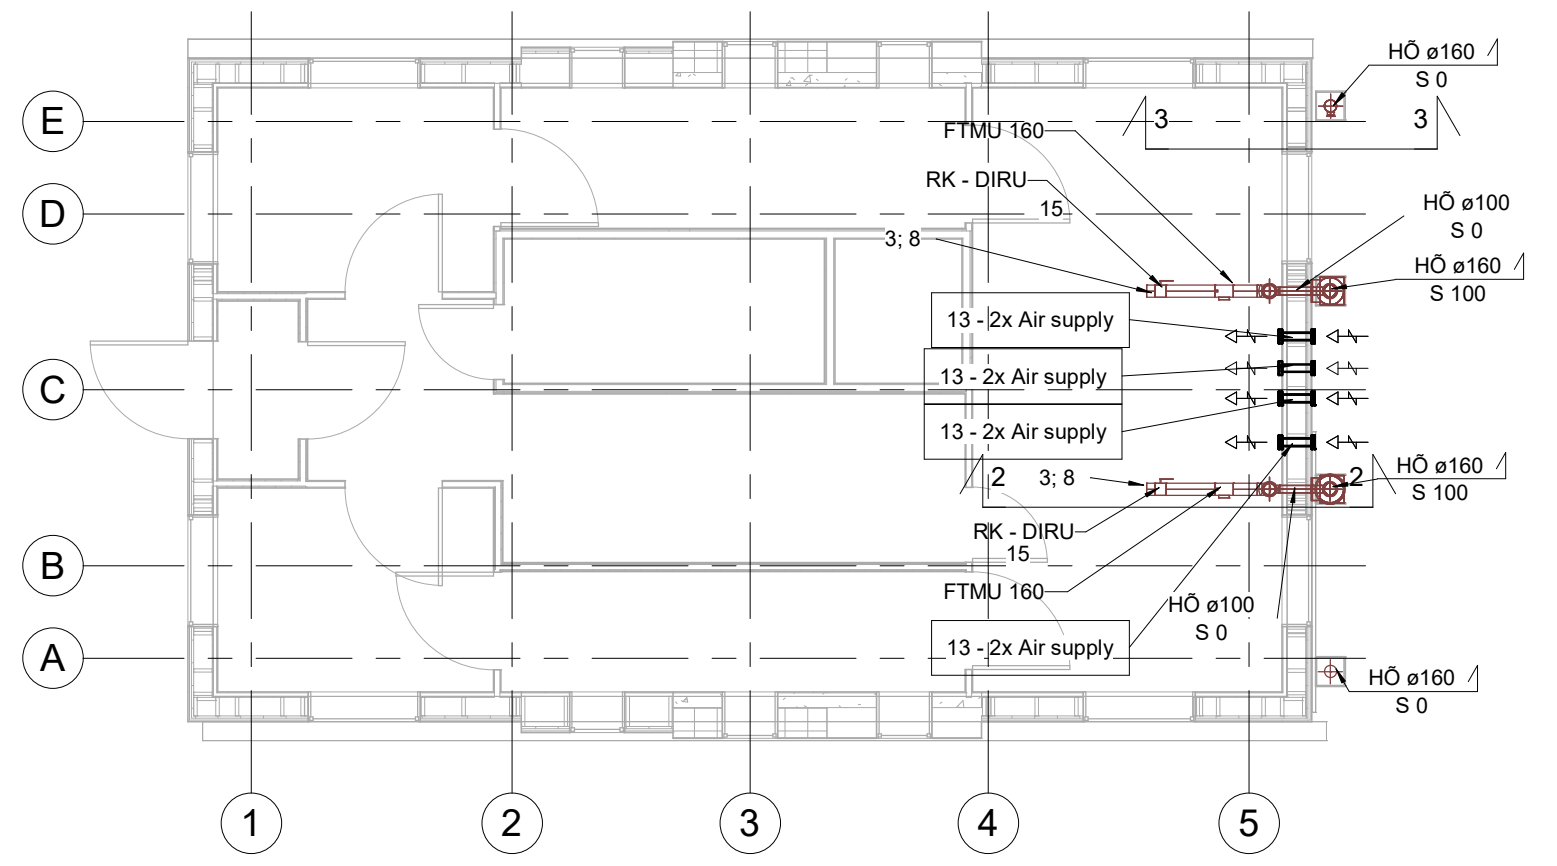 HÕ ø160
S 0
E
3
3
FTMU 160
RK - DIRU
D
15
HÕ ø100
S 0
3; 8
HÕ ø160
S 100
13 - 2x Air supply
13 - 2x Air supply
C
13 - 2x Air supply
2
3; 8
2
HÕ ø160
S 100
RK - DIRU
15
B
FTMU 160
HÕ ø100
S 0
13 - 2x Air supply
A
HÕ ø160
S 0
1
2
3
4
5